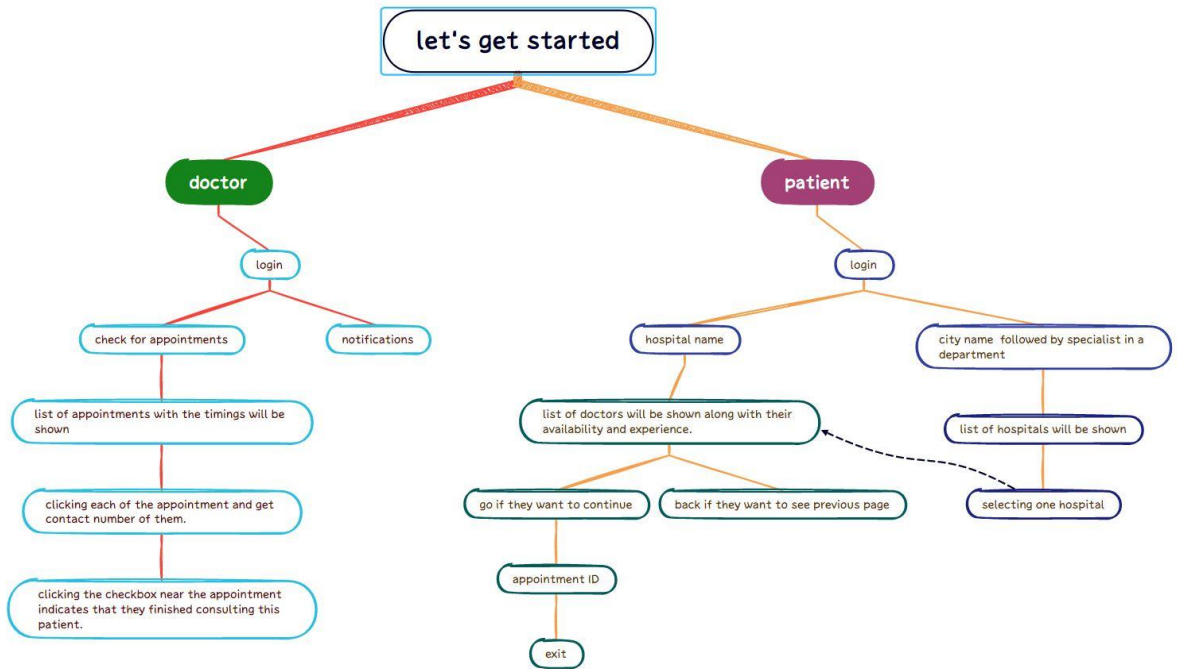 let's get started
doctor
patient
login
login
check for appointments
notifications
hospital name
city name followed by specialist in a
department
list of appointments with the timings will be
shown
list of doctors will be shown along with their
availability and experience.
list of hospitals will be shown
clicking each of the appointment and get
contact number of them.
go if they want to continue
back if they want to see previous page
selecting one hospital
appointment ID
clicking the checkbox near the appointment
indicates that they finished consulting this
patient.
exit